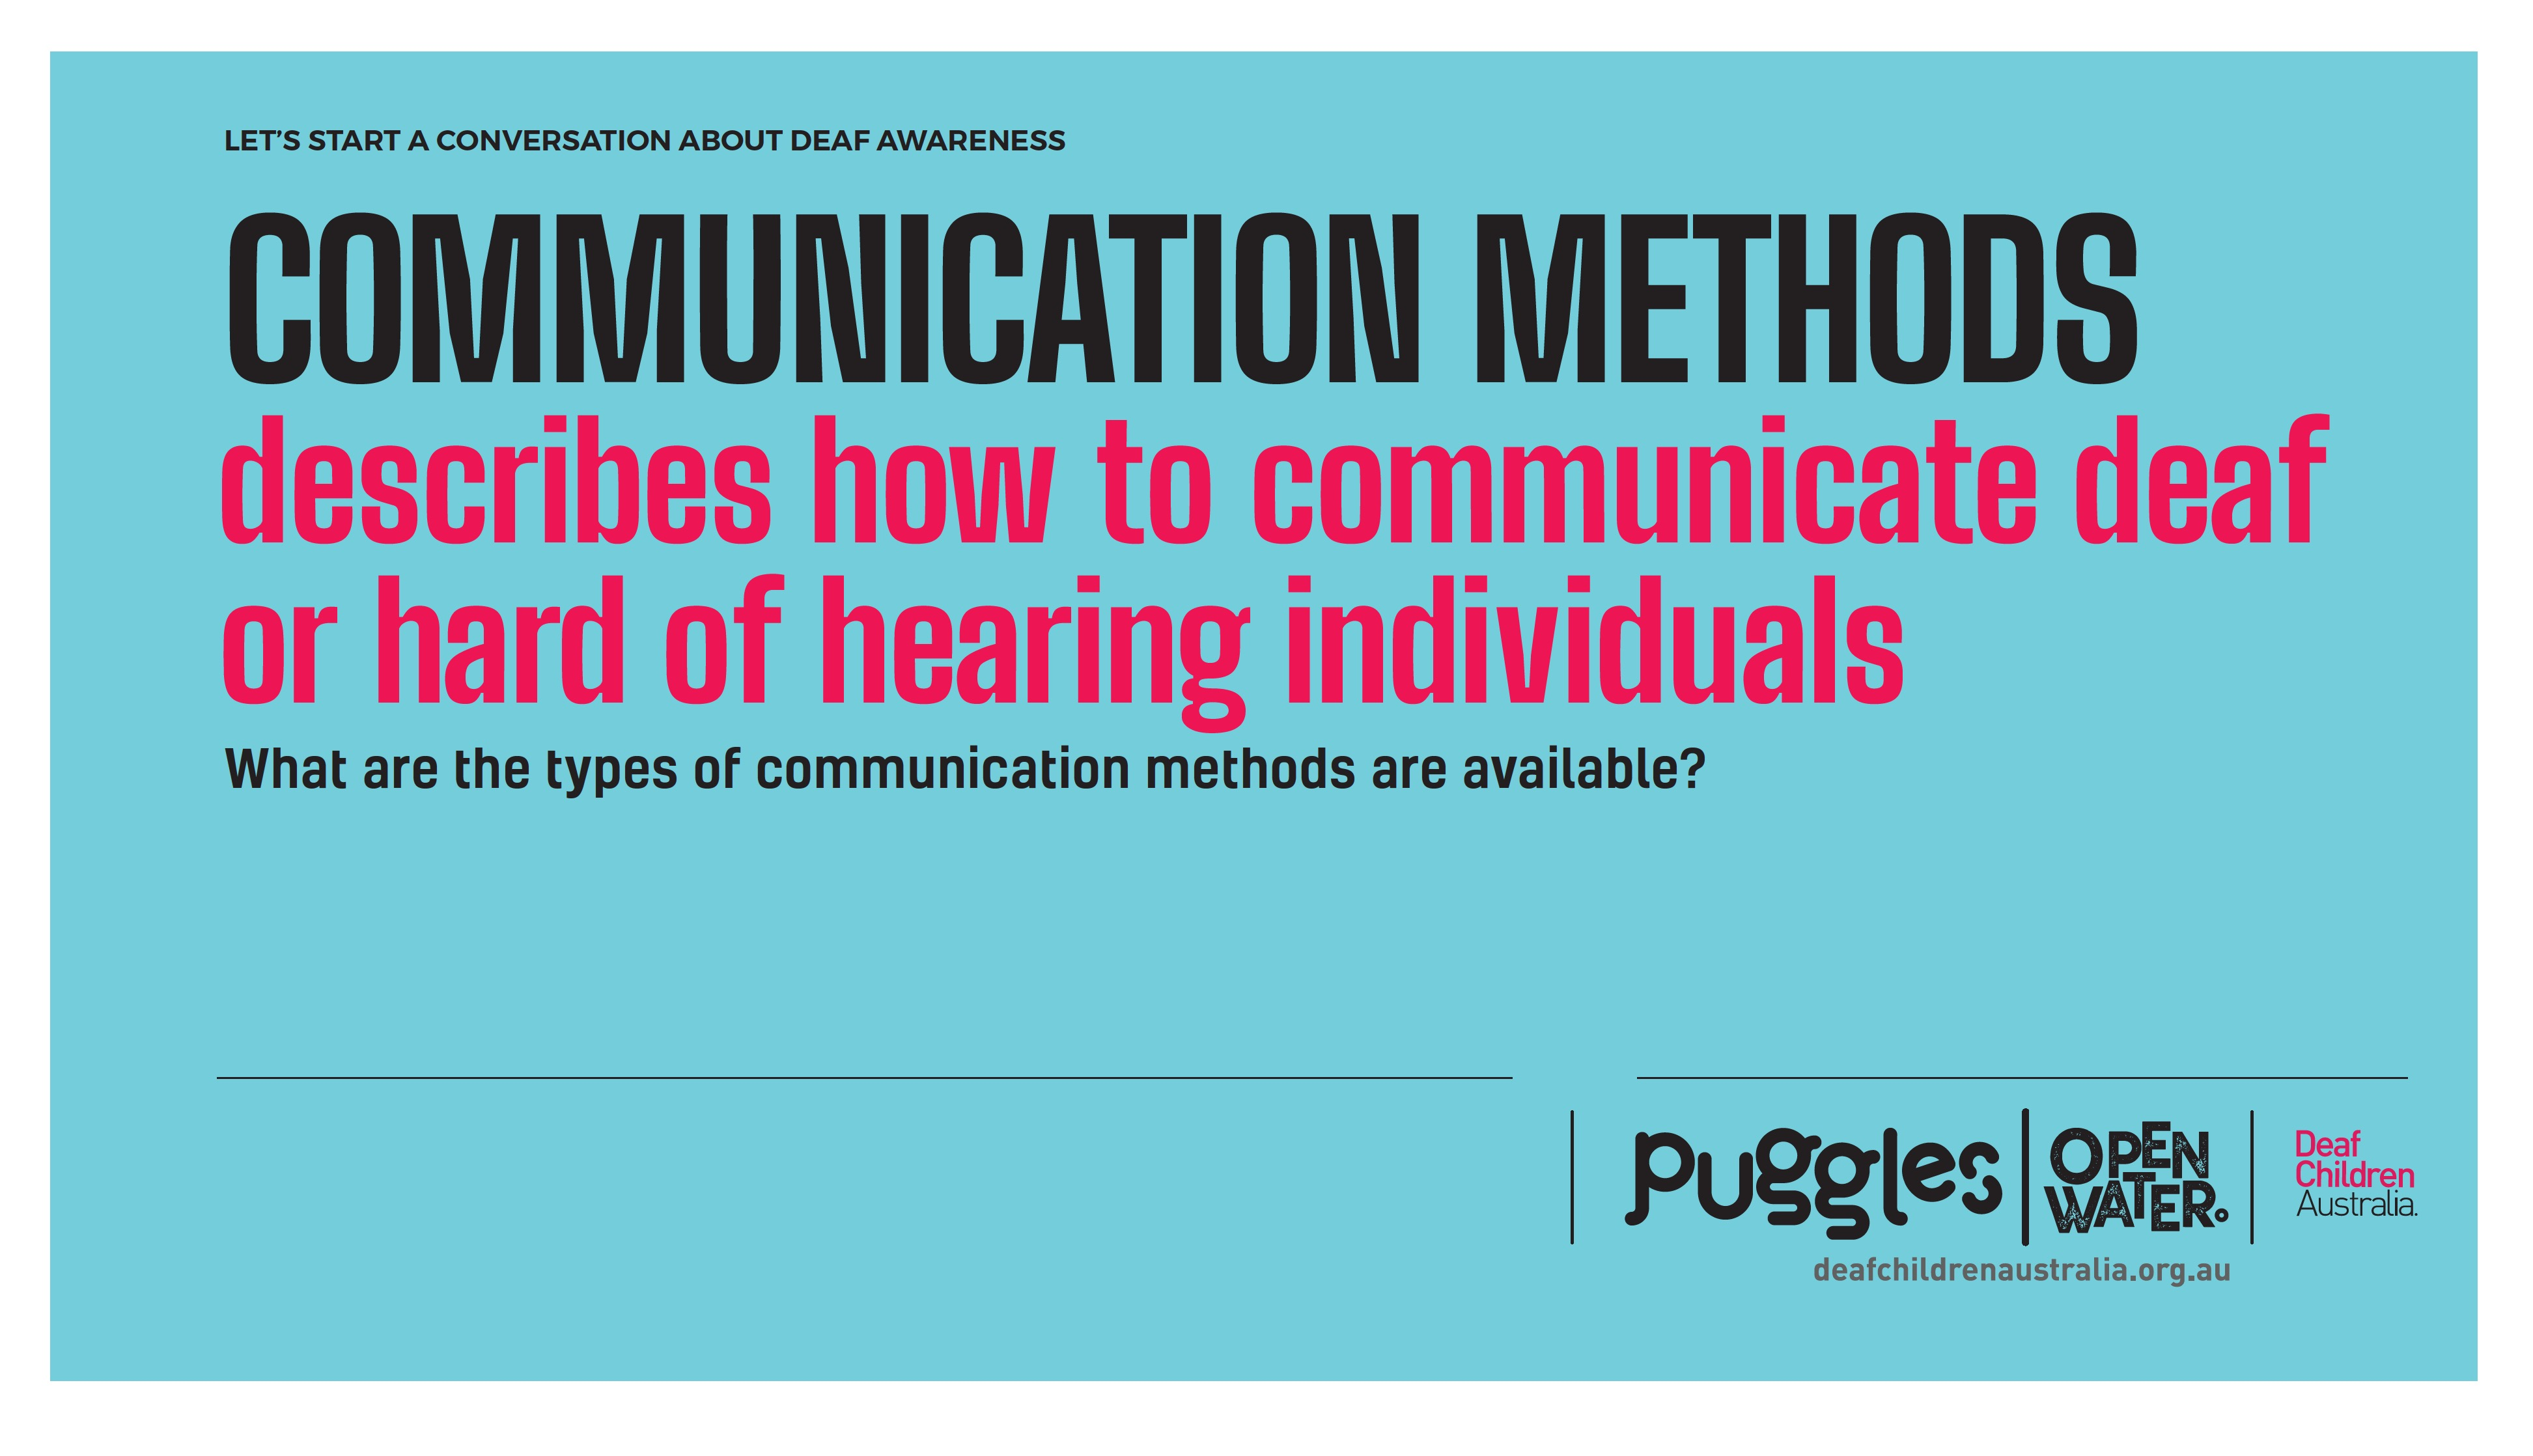 LET'S START A CONVERSATION ABOUT DEAF AWARENESS
COMMUNICATION METHODS
describes how to communicate deaf
or hard of hearing individuals
What are the types of communication methods are available?
puggles
OPEN
WATER.
Deaf
Children
Australia.
deafchildrenaustralia.org.au